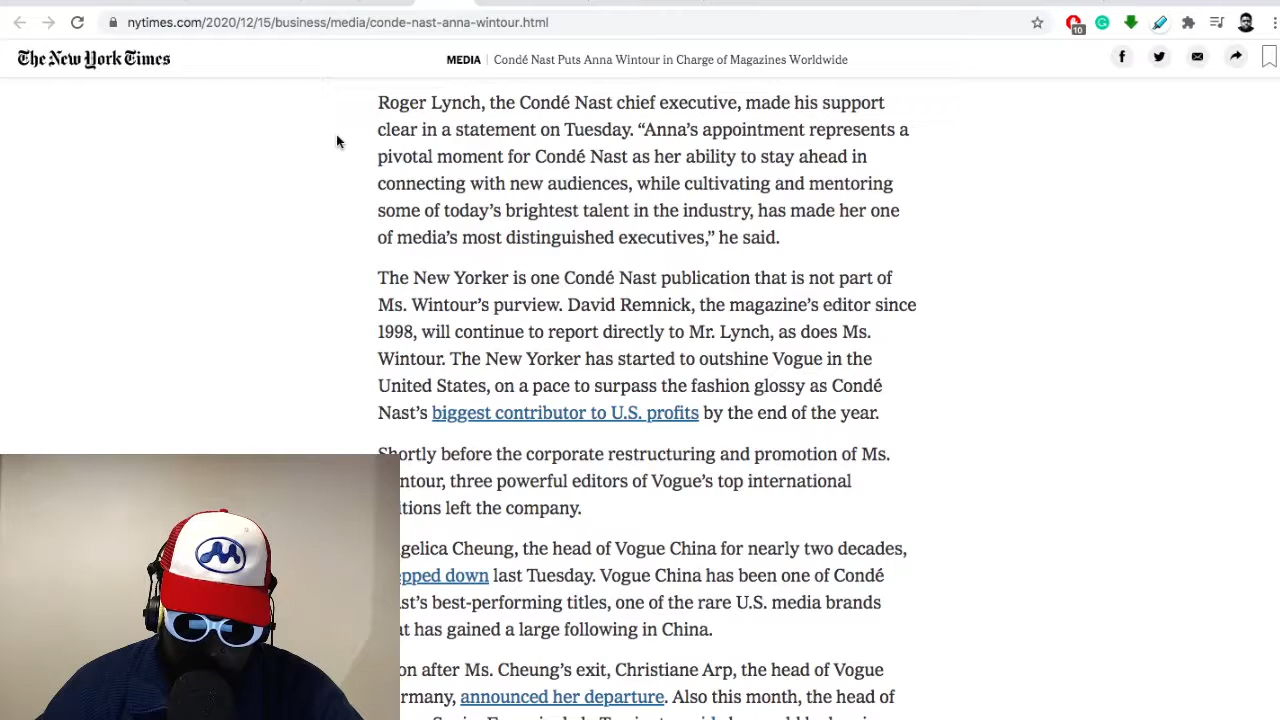 nytimes.com/2020/12/15/business/media/conde-nast-anna-wintour.html
10
The New York Times
MEDIA | Condé Nast Puts Anna Wintour in Charge of Magazines Worldwide
Roger Lynch, the Condé Nast chief executive, made his support
clear in a statement on Tuesday. “Anna’s appointment represents a
pivotal moment for Condé Nast as her ability to stay ahead in
connecting with new audiences, while cultivating and mentoring
some of today’s brightest talent in the industry, has made her one
of media’s most distinguished executives,” he said.
The New Yorker is one Condé Nast publication that is not part of
Ms. Wintour’s purview. David Remnick, the magazine’s editor since
1998, will continue to report directly to Mr. Lynch, as does Ms.
Wintour. The New Yorker has started to outshine Vogue in the
United States, on a pace to surpass the fashion glossy as Condé
Nast’s biggest contributor to U.S. profits by the end of the year.
Shortly before the corporate restructuring and promotion of Ms.
ntour, three powerful editors of Vogue’s top international
itions left the company.
ngelica Cheung, the head of Vogue China for nearly two decades,
epped down last Tuesday. Vogue China has been one of Condé
st’s best-performing titles, one of the rare U.S. media brands
at has gained a large following in China.
on after Ms. Cheung’s exit, Christiane Arp, the head of Vogue
rmany, announced her departure. Also this month, the head of
M